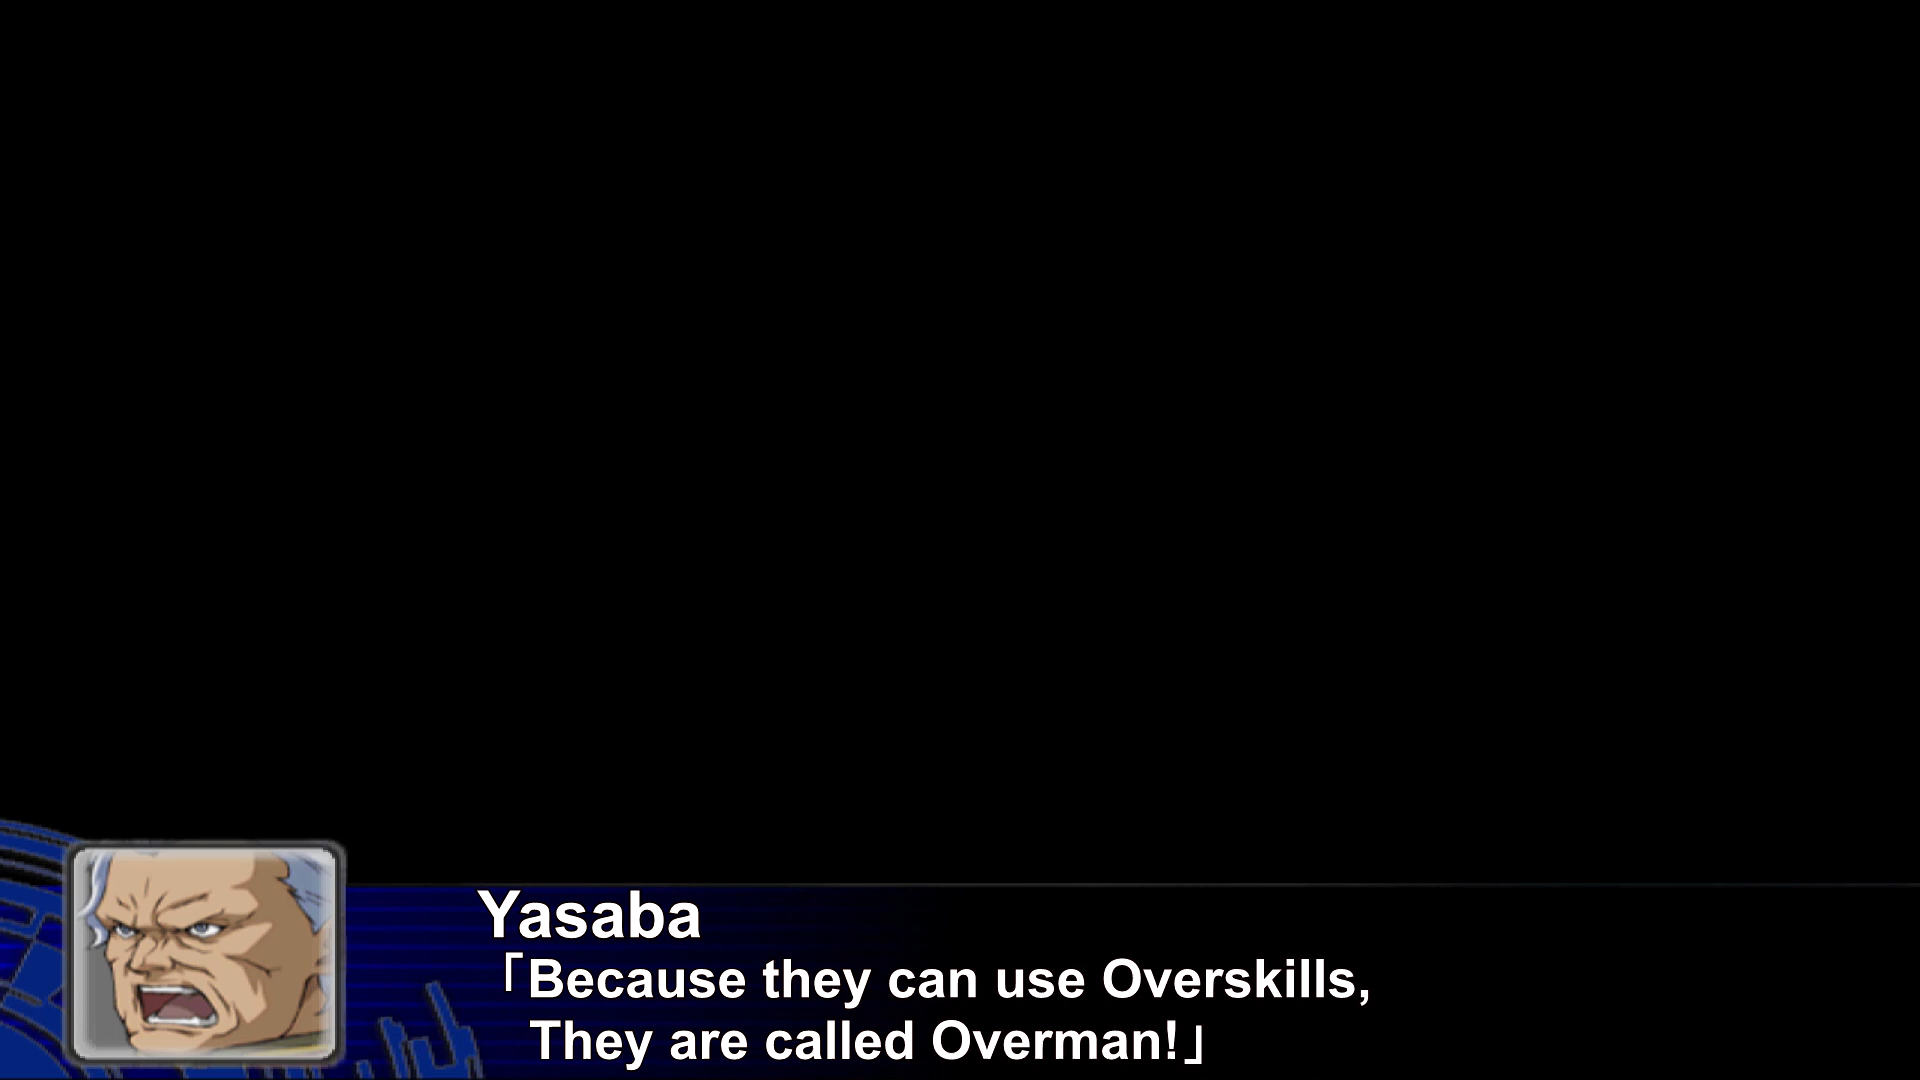 Yasaba
「Because they can use Overskills,
They are called Overman!」